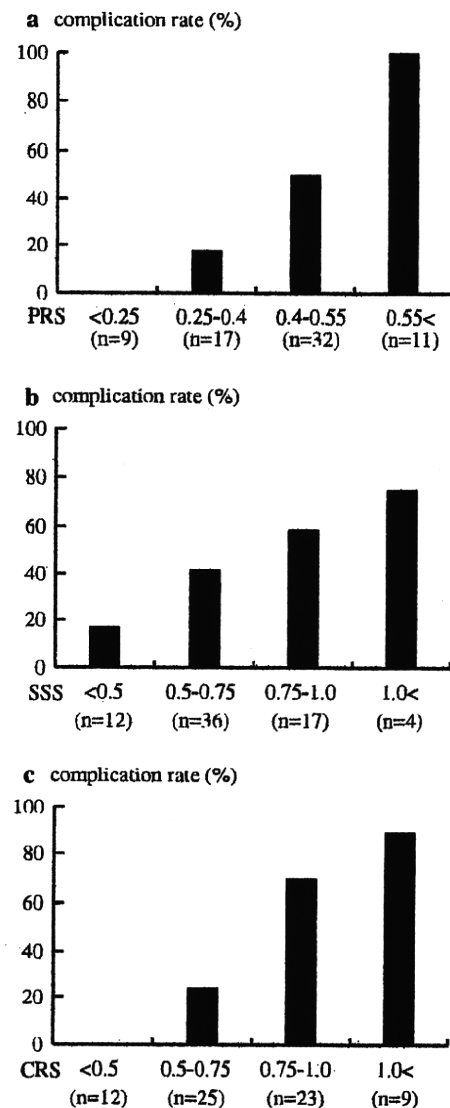 a complication rate (%)
100
80
60
40
20
0
PRS <0.25 0.25-0.4 0.4-0.55 0.55<
(n=9) (n=17) (n=32) (n=11)
b complication rate (%)
100
80
60
40
20
0
SSS <0.5 0.5-0.75 0.75-1.0 1.0<
(n=12) (n=36) (n=17) (n=4)
c complication rate (%)
100
80
60
40
20
0
CRS <0.5 0.5-0.75 0.75-1.0 1.0<
(n=12) (n=25) (n=23) (n=9)